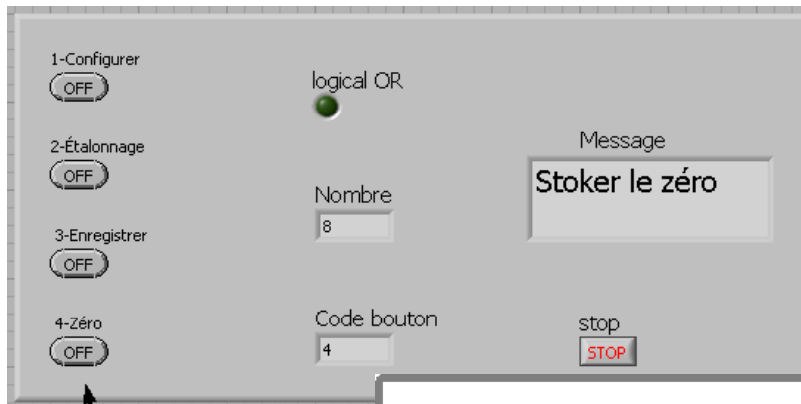 1-Configurer
OFF
logical OR
2-Étalonnage
OFF
Message
Stoker le zéro
Nombre
8
3-Enregistrer
OFF
4-Zéro
OFF
Code bouton
4
stop
STOP